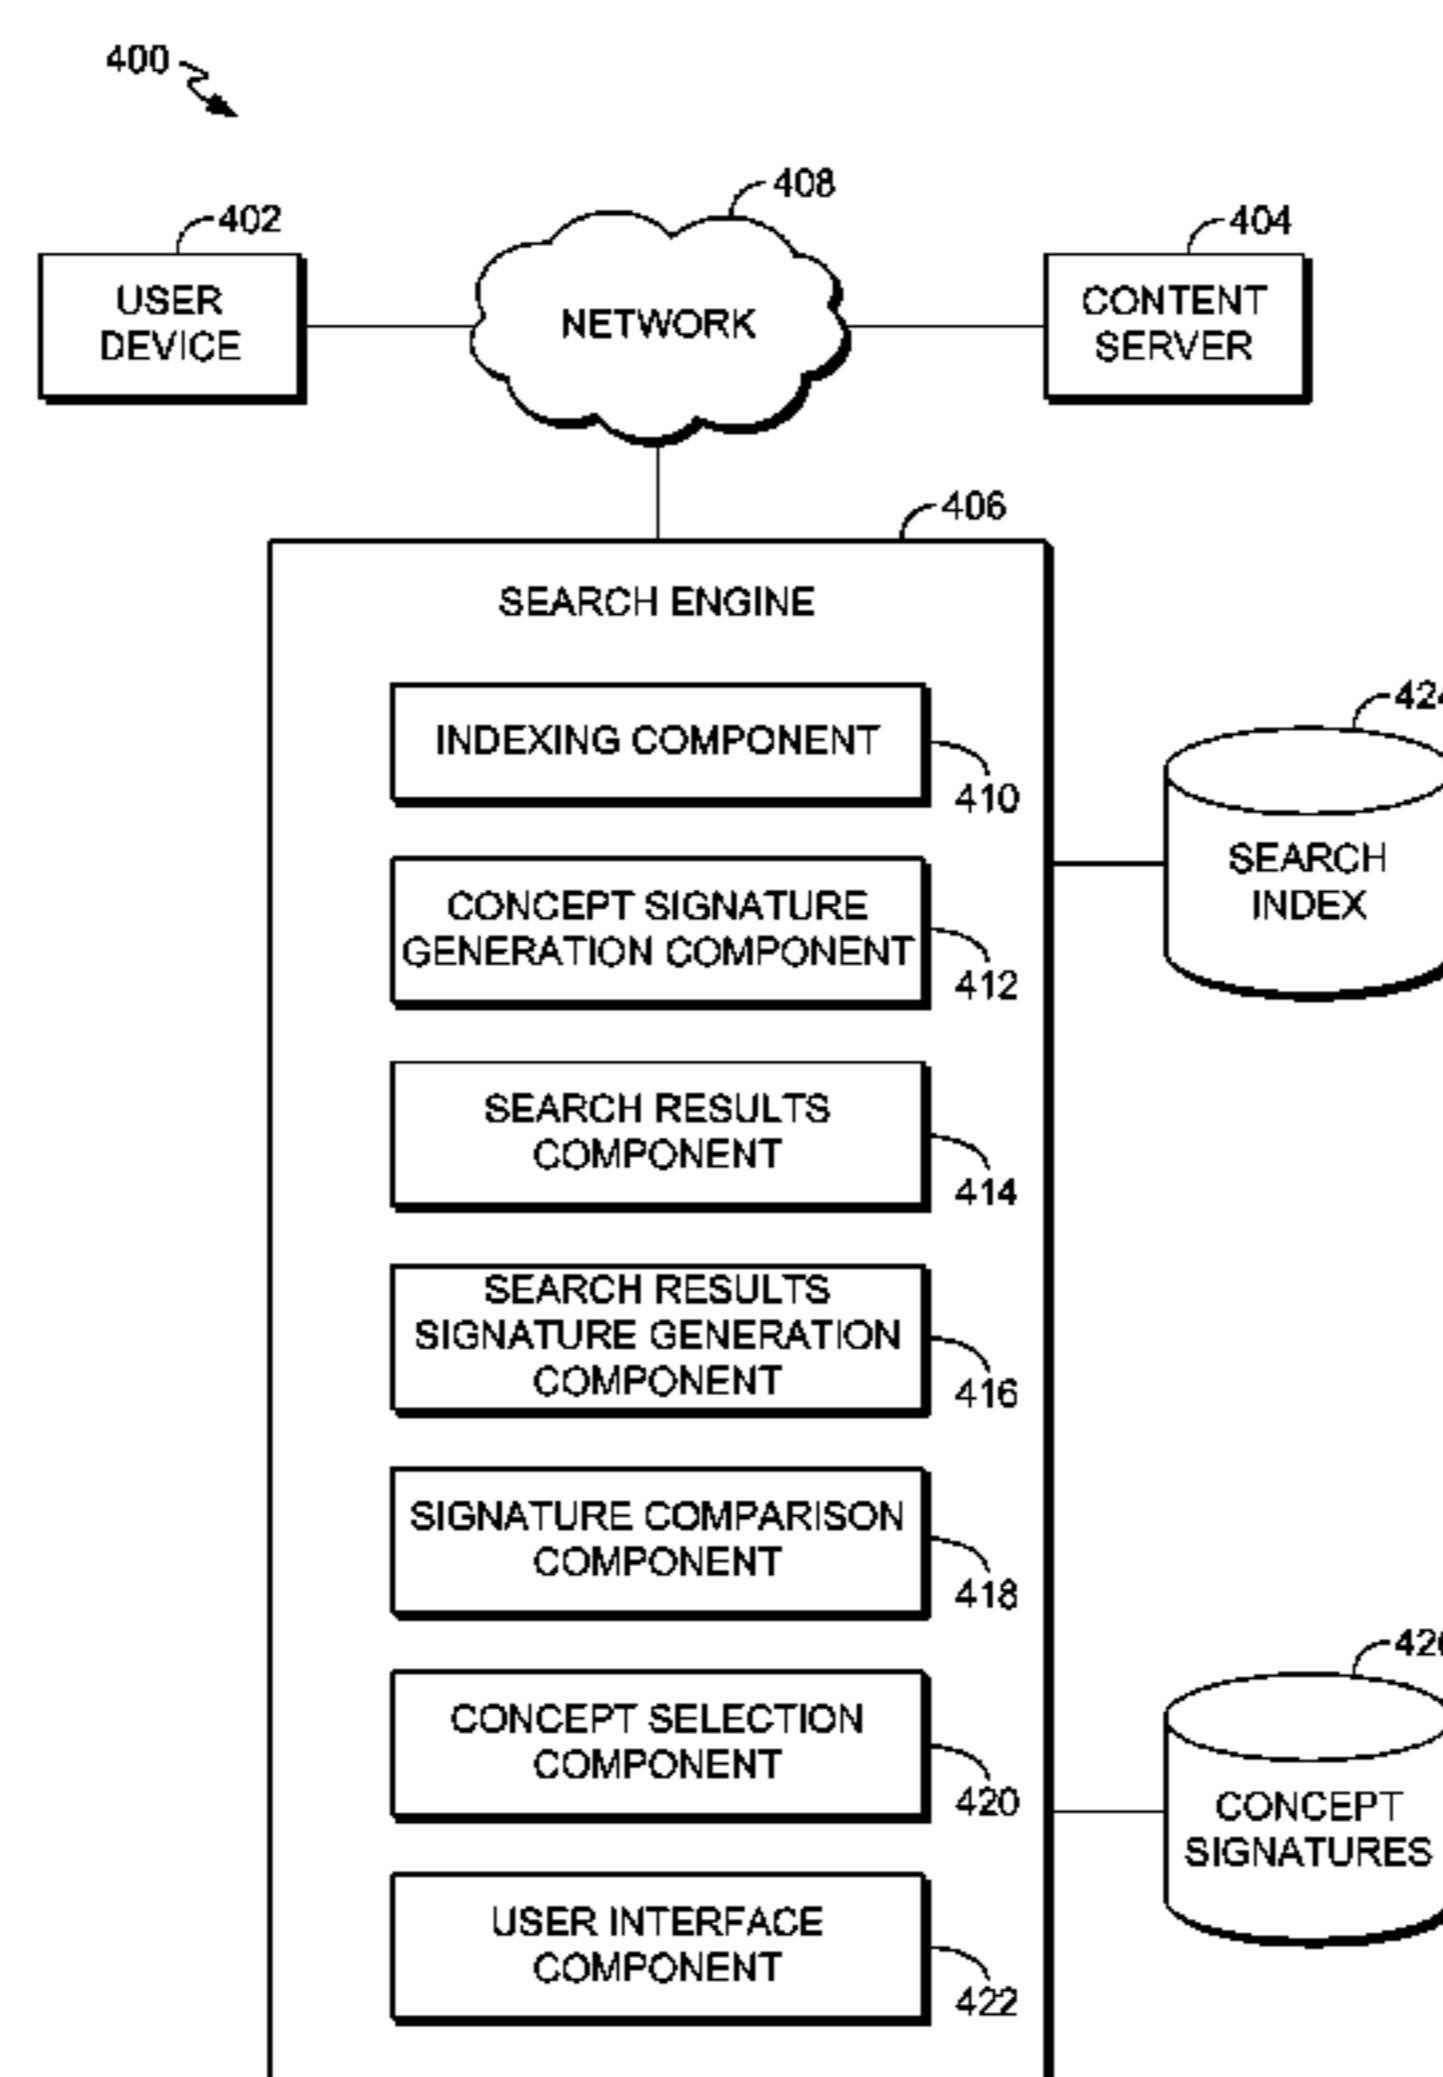 400
408
402
404
USER
DEVICE
NETWORK
CONTENT
SERVER
406
SEARCH ENGINE
INDEXING COMPONENT
410
424
SEARCH
INDEX
CONCEPT SIGNATURE
GENERATION COMPONENT
412
SEARCH RESULTS
COMPONENT
414
SEARCH RESULTS
SIGNATURE GENERATION
COMPONENT
416
SIGNATURE COMPARISON
COMPONENT
418
CONCEPT SELECTION
COMPONENT
420
426
CONCEPT
SIGNATURES
USER INTERFACE
COMPONENT
422